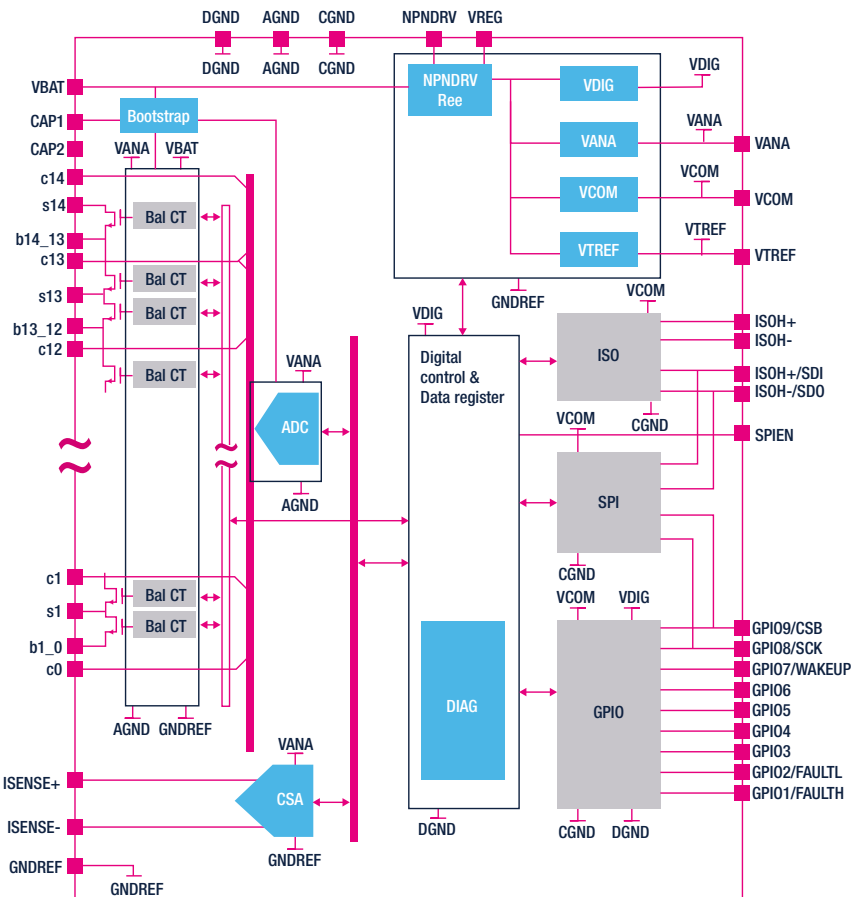 DGND AGND CGND NPNDRV VREG
DGND AGND CGND
VBAT
CAP1
CAP2
c14
s14
b14_13
c13
s13
b13_12
c12
c1
s1
b1_0
c0
ISENSE+
ISENSE-
GNDREF
GNDREF
Bootstrap
VANA VBAT
Bal CT
Bal CT
Bal CT
Bal CT
Bal CT
Bal CT
AGND GNDREF
VANA
ADC
AGND
VANA
CSA
GNDREF
NPNDRV
Ree
VDIG
VANA
VCOM
VTREF
VDIG
VANA
VCOM
VTREF
GNDREF
VDIG
Digital
control &
Data register
DIAG
DGND
VCOM
ISO
CGND
VCOM
SPI
CGND
VCOM VDIG
GPIO
CGND DGND
VANA
VCOM
VTREF
ISOH+
ISOH-
ISOH+/SDI
ISOH-/SDO
SPIEN
GPIO9/CSB
GPIO8/SCK
GPIO7/WAKEUP
GPIO6
GPIO5
GPIO4
GPIO3
GPIO2/FAULTL
GPIO1/FAULTH